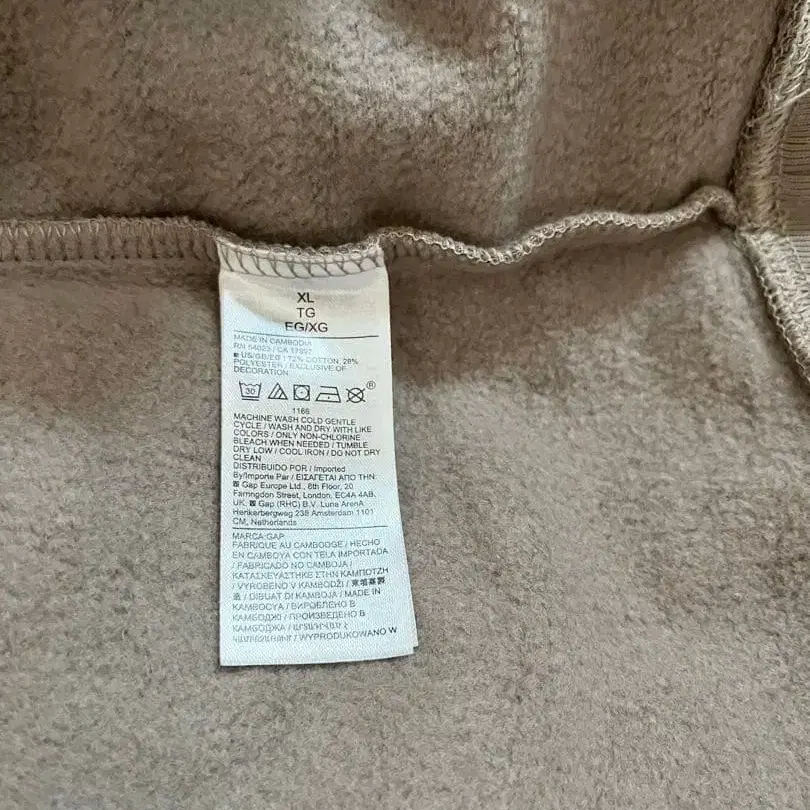 XL
TG
EG/XG
MADE IN CAMBODIA
RN 54023 / CA 17897
US/GB/EØ 172% COTTON, 28%
POLYESTER / EXCLUSIVE OF
DECORATION
30 ®
1166
MACHINE WASH COLD GENTLE
CYCLE / WASH AND DRY WITH LIKE
COLORS / ONLY NON-CHLORINE
BLEACH WHEN NEEDED / TUMBLE
DRY LOW / COOL IRON / DO NOT DRY
CLEAN
DISTRIBUIDO POR / Imported
By/Importe Par / ΕΙΣΑΓΕΤΑΙ ΑΠΟ ΤΗΝ:
Gap Europe Ltd., 6th Floor, 20
Farringdon Street, London, EC4A 4AB,
UK, Gap (RHC) B.V. Luna ArenA,
Herikerbergweg 238 Amsterdam 1101
CM, Netherlands
MARCA:GAP
FABRIQUÉ AU CAMBODGE / HECHO
EN CAMBOYA CON TELA IMPORTADA
/ FABRICADO NO CAMBOJA /
ΚΑΤΑΣΚΕΥΑΣΤΗΚΕ ΣΤΗΝ ΚΑΜΠΟΤΖΗ
/ VYROBENO V KAMBODŽI / 柬埔寨製
造 / DIBUAT DI KAMBOJA / MADE IN
KAMBOCYA / ВИРОБЛЕНО В
КАМБОДЖІ / ПРОИЗВЕДЕНО В
КАМБОДЖА /
/ WYPRODUKOWANO W